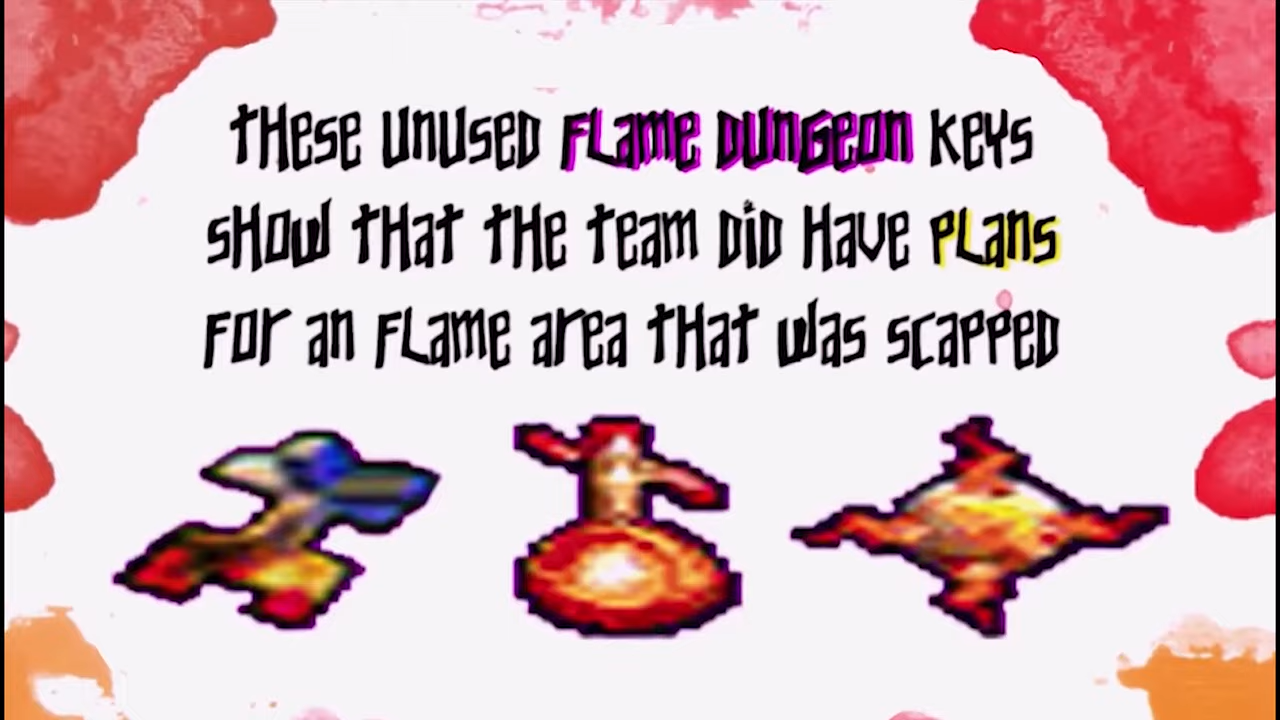 THESE UNUSED FLAME DUNGEON KEYS
SHOW THAT THE TEAM DID HAVE PLANS
FOR AN FLAME AREA THAT WAS SCAPPED